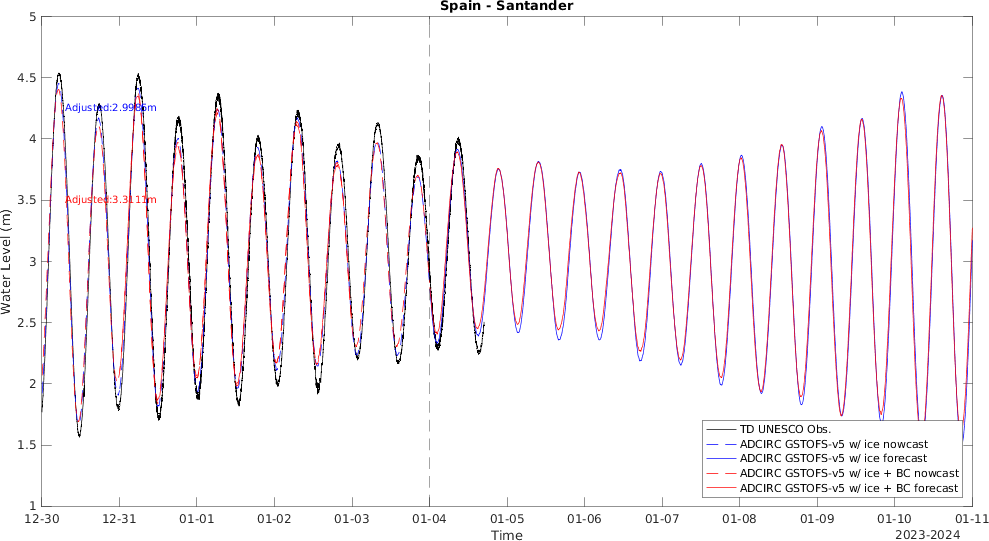 Spain - Santander
5
4.5
4
3.5
3
2.5
2
1.5
1
Water Level (m)
Adjusted:2.9986m
Adjusted:3.3111m
TD UNESCO Obs.
ADCIRC GSTOFS-v5 w/ ice nowcast
ADCIRC GSTOFS-v5 w/ ice forecast
ADCIRC GSTOFS-v5 w/ ice + BC nowcast
ADCIRC GSTOFS-v5 w/ ice + BC forecast
12-30 12-31 01-01 01-02 01-03 01-04 01-05 01-06 01-07 01-08 01-09 01-10 01-11
Time
2023-2024